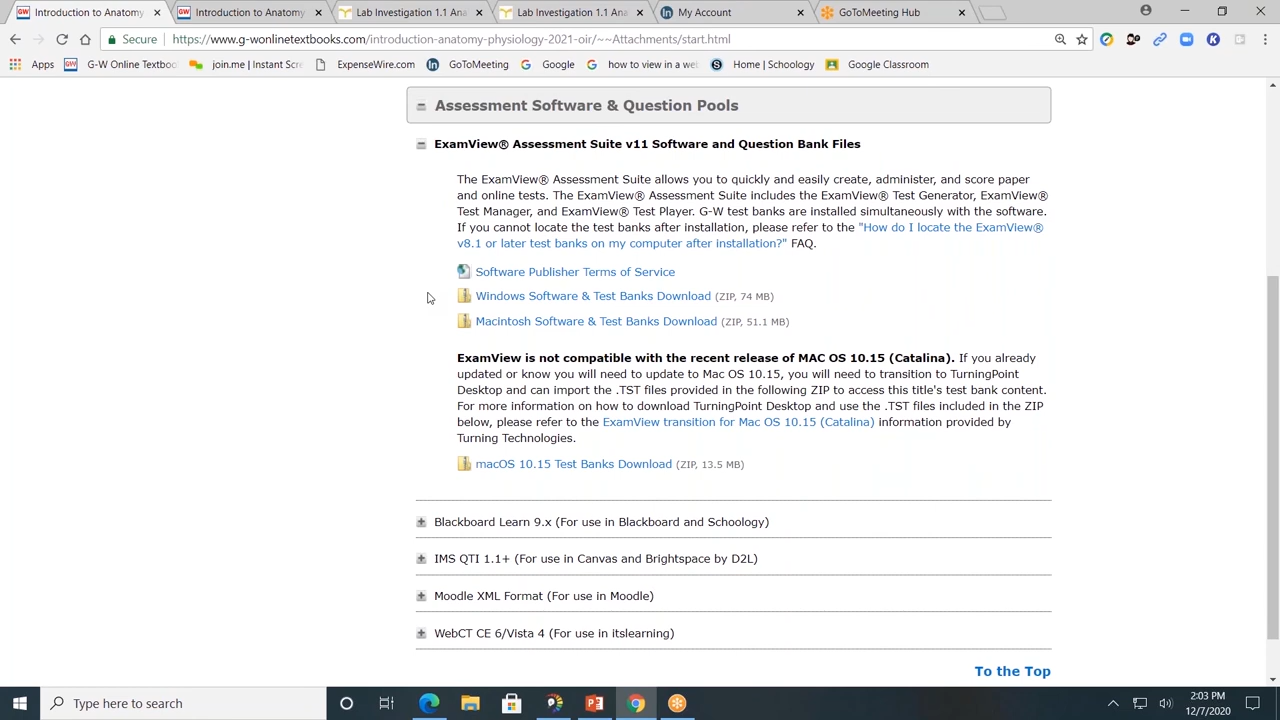 Introduction to Anatomy
Introduction to Anatomy
Lab Investigation 1.1 Ana
Lab Investigation 1.1 Ana
My Account
GoToMeeting Hub
Secure
https://www.g-wonlinetextbooks.com/introduction-anatomy-physiology-2021-oir/~~Attachments/start.html
Apps
G-W Online Textboo
join.me | Instant Scre
ExpenseWire.com
GoToMeeting
Google
how to view in a web
Home | Schoology
Google Classroom
Assessment Software & Question Pools
ExamView® Assessment Suite v11 Software and Question Bank Files
The ExamView® Assessment Suite allows you to quickly and easily create, administer, and score paper
and online tests. The ExamView® Assessment Suite includes the ExamView® Test Generator, ExamView®
Test Manager, and ExamView® Test Player. G-W test banks are installed simultaneously with the software.
If you cannot locate the test banks after installation, please refer to the "How do I locate the ExamView®
v8.1 or later test banks on my computer after installation?" FAQ.
Software Publisher Terms of Service
Windows Software & Test Banks Download (ZIP, 74 MB)
Macintosh Software & Test Banks Download (ZIP, 51.1 MB)
ExamView is not compatible with the recent release of MAC OS 10.15 (Catalina). If you already
updated or know you will need to update to Mac OS 10.15, you will need to transition to TurningPoint
Desktop and can import the .TST files provided in the following ZIP to access this title's test bank content.
For more information on how to download TurningPoint Desktop and use the .TST files included in the ZIP
below, please refer to the ExamView transition for Mac OS 10.15 (Catalina) information provided by
Turning Technologies.
macOS 10.15 Test Banks Download (ZIP, 13.5 MB)
Blackboard Learn 9.x (For use in Blackboard and Schoology)
IMS QTI 1.1+ (For use in Canvas and Brightspace by D2L)
Moodle XML Format (For use in Moodle)
WebCT CE 6/Vista 4 (For use in itslearning)
To the Top
Type here to search
2:03 PM
12/7/2020